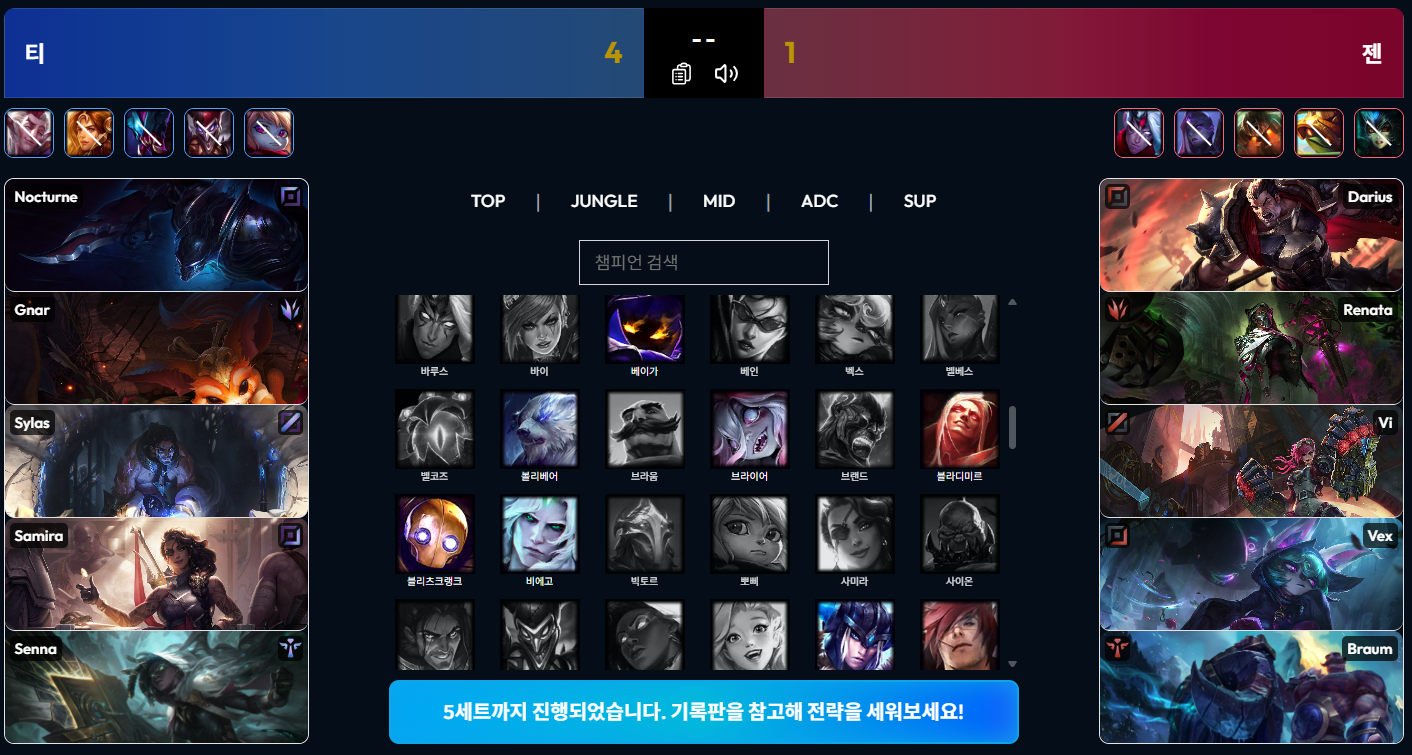 티 4 -- 1 젠
TOP | JUNGLE | MID | ADC | SUP
챔피언 검색
Nocturne
Gnar
Sylas
Samira
Senna
바루스 바이 베이가 베인 벡스 벨베스
벨코즈 볼리베어 브라움 브라이어 브랜드 블라디미르
블리츠크랭크 비에고 빅토르 뽀삐 사미라 사이온
Darius
Renata
Vi
Vex
Braum
5세트까지 진행되었습니다. 기록판을 참고해 전략을 세워보세요!